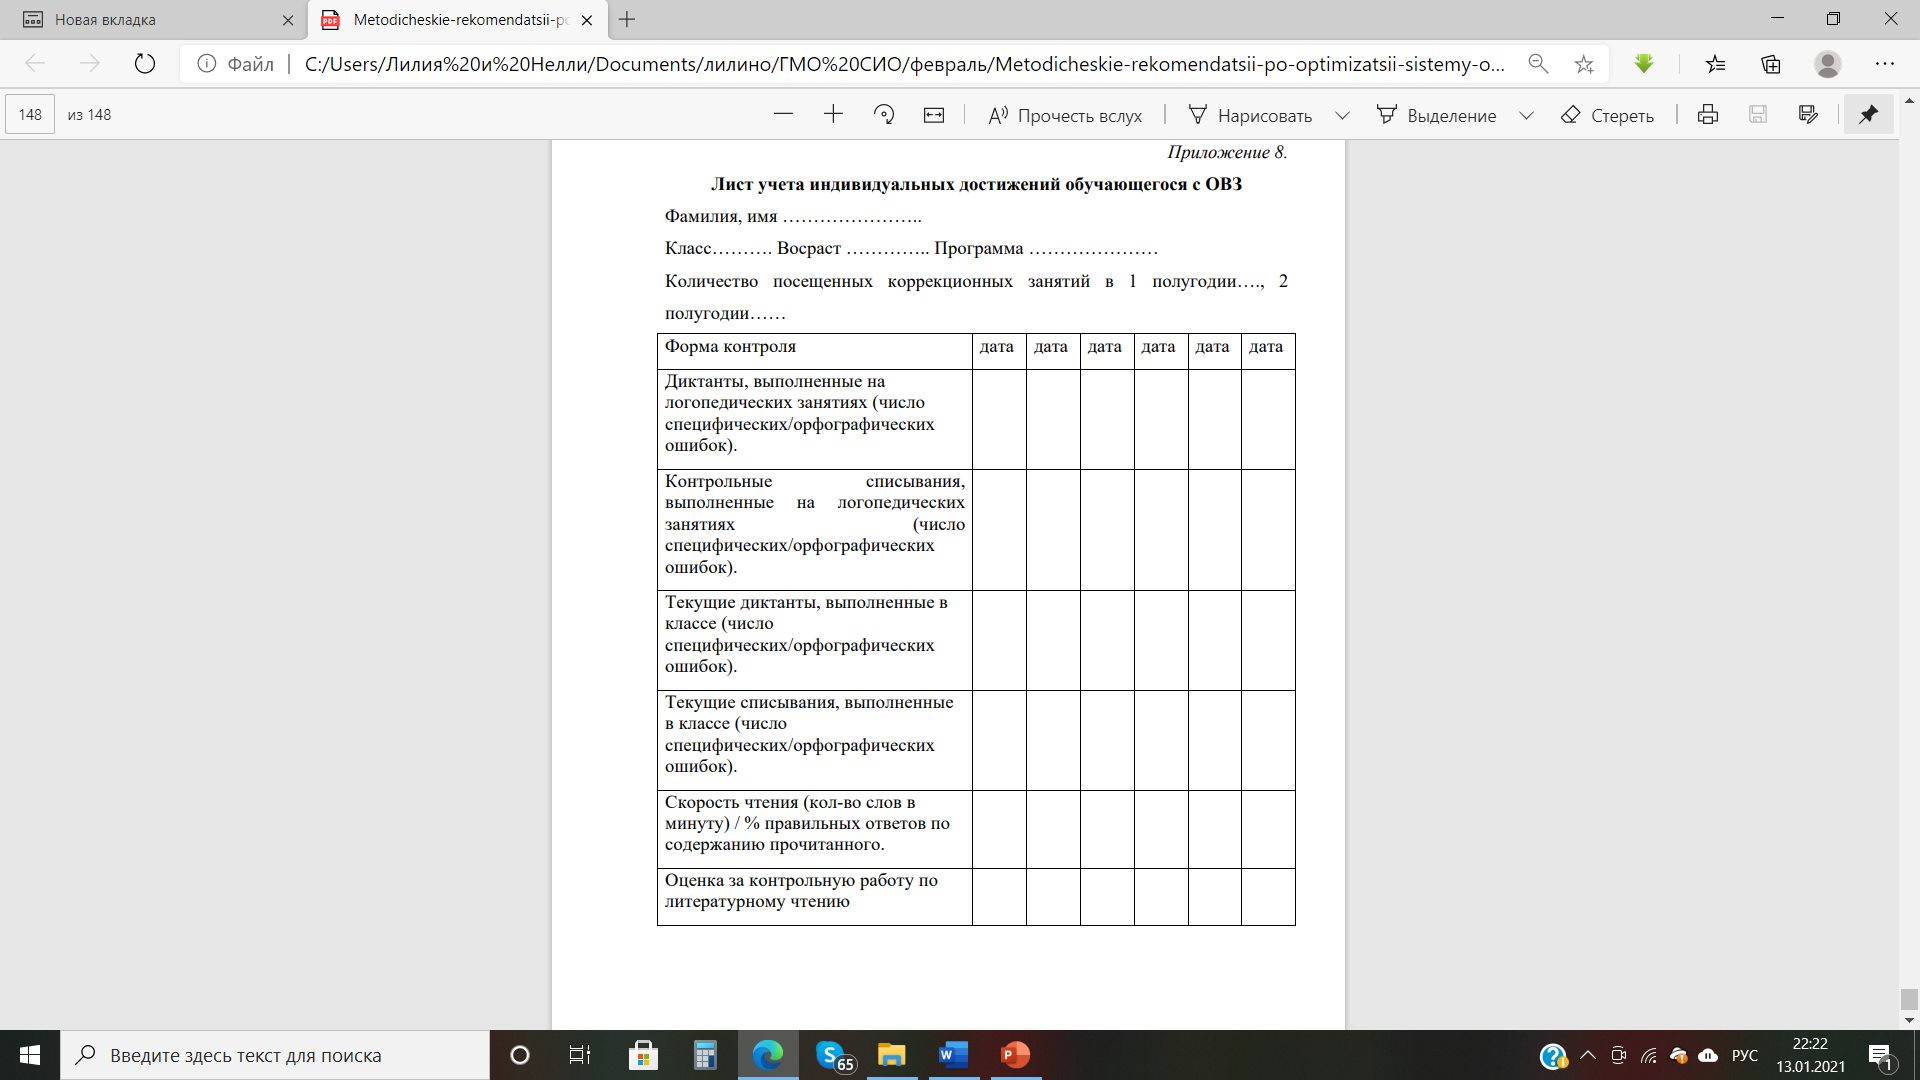 Новая вкладка
Metodicheskie-rekomendatsii-po
Файл
C:/Users/Лилия%20и%20Нелли/Documents/лилино/ГМО%20СИО/февраль/Metodicheskie-rekomendatsii-po-optimizatsii-sistemy-o...
148 из 148
Прочесть вслух
Нарисовать
Выделение
Стереть
Приложение 8.
Лист учета индивидуальных достижений обучающегося с ОВЗ
Фамилия, имя …………………..
Класс………. Восраст ………….. Программа …………………
Количество посещенных коррекционных занятий в 1 полугодии…., 2
полугодии……
Форма контроля дата дата дата дата дата дата
Диктанты, выполненные на
логопедических занятиях (число
специфических/орфографических
ошибок).
Контрольные списывания,
выполненные на логопедических
занятиях (число
специфических/орфографических
ошибок).
Текущие диктанты, выполненные в
классе (число
специфических/орфографических
ошибок).
Текущие списывания, выполненные
в классе (число
специфических/орфографических
ошибок).
Скорость чтения (кол-во слов в
минуту) / % правильных ответов по
содержанию прочитанного.
Оценка за контрольную работу по
литературному чтению
Введите здесь текст для поиска
65
РУС
22:22
13.01.2021
1